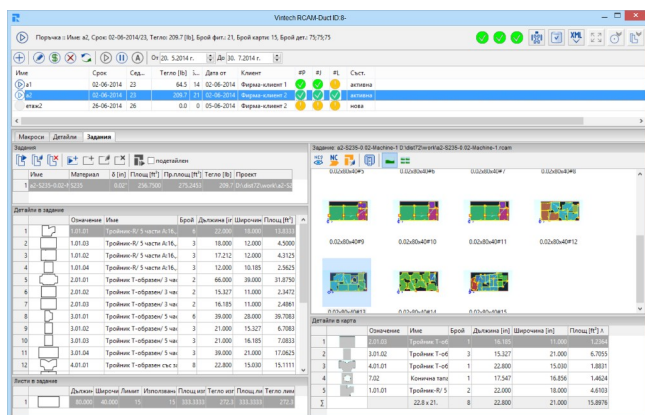 Vintech RCAM-Duct ID:8-
Поръчка :: Име: а2, Срок: 02-06-2014/23, Тегло: 209.7 [lb], Брой фит.: 21, Брой карти: 15, Брой дет.: 75;75;75
От 20. 5.2014 г. До 30. 7.2014 г.
Име Срок Сед... Тегло [lb] Дата от Клиент #Р #J #L Съст.
а1 02-06-2014 23 64.5 14 02-06-2014 Фирма-клиент 1 активна
а2 02-06-2014 23 209.7 21 02-06-2014 Фирма-клиент 2 активна
етаж2 26-06-2014 26 0.0 0 05-06-2014 Фирма-клиент 2 нова
Макроси Детайли Задания
Задания
подетайлен
Име Материал δ [in] Площ [ft²] Пр.площ [ft²] Тегло [lb] Проект
1 a2-S235-0.02-M S235 0.02" 256.7500 275.2453 208.7 D:\dist72\work\a2-S2
Детайли в задание
Означение Име Брой Дължина [in Широчин Площ [ft²]
1 1.01.01 Тройник-R/ 5 части А:16,. 6 22.000 18.000 13.8333
2 1.01.03 Тройник-R/ 5 части А:16,. 3 18.000 12.000 4.5000
3 1.01.02 Тройник-R/ 5 части А:16,. 3 17.212 12.000 4.3125
4 1.01.04 Тройник-R/ 5 части А:16,. 3 12.000 10.185 2.5625
5 2.01.01 Тройник Т-образен/ 3 час 2 66.000 39.000 31.8750
6 2.01.02 Тройник Т-образен/ 3 час 2 15.327 11.000 2.3472
7 2.01.03 Тройник Т-образен/ 3 час 2 16.185 11.000 2.4861
8 3.01.01 Тройник Т-образен/ 5 час 6 39.000 28.000 39.7083
9 3.01.02 Тройник Т-образен/ 5 час 3 21.000 15.327 6.7083
10 3.01.03 Тройник Т-образен/ 5 час 3 21.000 16.185 7.0833
11 3.01.04 Тройник Т-образен/ 5 час 3 39.000 21.000 17.0625
12 4.01.01 Тройник Т-образен със за 8 22.800 15.030 15.1111
Листи в задание
Дължин Широчи Лимит Използван Площ изп Тегло изп Площ ли Тегло лими
1 80.000 40.000 15 15 333.3333 272.3 333.3333 272.3
Задание: a2-S235-0.02-Machine-1 D:\dist72\work\a2-S235-0.02-Machine-1.rcam
0.02x80x40#5 0.02x80x40#6 0.02x80x40#7 0.02x80x40#8
0.02x80x40#9 0.02x80x40#10 0.02x80x40#11 0.02x80x40#12
0.02x80x40#13 0.02x80x40#14 0.02x80x40#15
Детайли в карта
Означение Име Брой Дължина [in] Широчина [in] Площ [ft²]
1 2.01.03 Тройник Т-об 1 16.185 11.000 1.2364
2 3.01.02 Тройник Т-об 3 15.327 21.000 6.7055
3 4.01.01 Тройник Т-об 1 22.800 15.030 1.8831
4 7.02 Конична тапа 1 17.547 16.856 1.4624
5 1.01.01 Тройник-R/ 5 2 22.000 18.000 4.6103
Σ 22.8 x 21. 8 22.800 21.000 15.8976